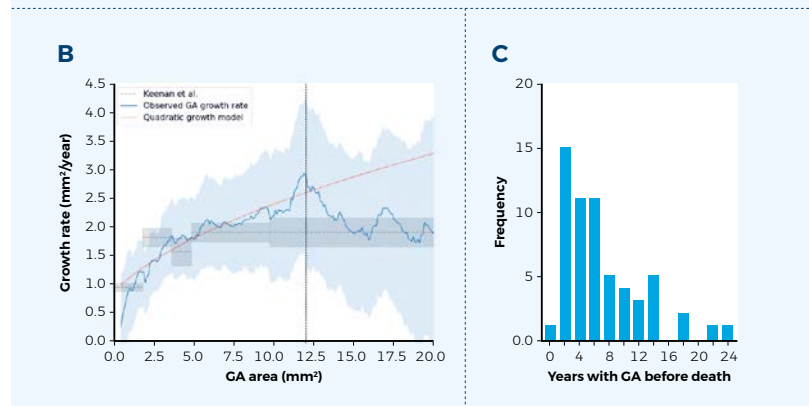 B
4.5
4.0
3.5
3.0
2.5
2.0
1.5
1.0
0.5
0.0
Growth rate (mm²/year)
Keenan et al.
Observed GA growth rate
Quadratic growth model
0.0 2.5 5.0 7.5 10.0 12.5 15.0 17.5 20.0
GA area (mm²)
C
20
15
10
5
0.0
Frequency
0 4 8 12 16 20 24
Years with GA before death